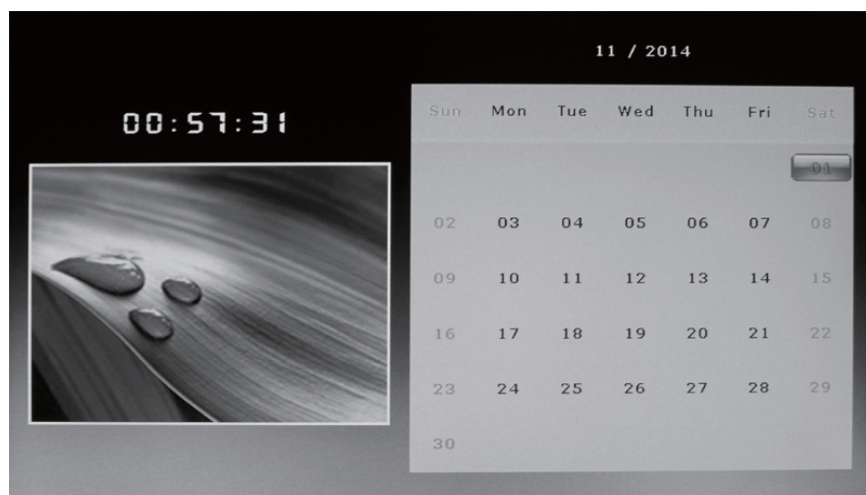 11 / 2014
00:57:31
Sun Mon Tue Wed Thu Fri Sat
01
02 03 04 05 06 07 08
09 10 11 12 13 14 15
16 17 18 19 20 21 22
23 24 25 26 27 28 29
30